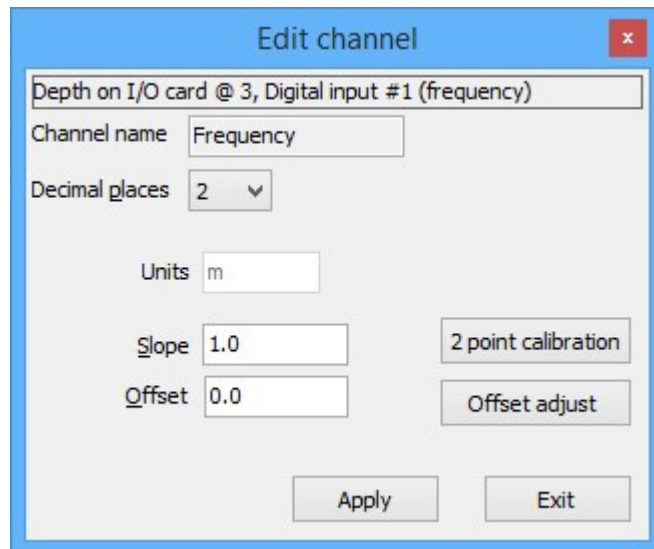 Edit channel
x
Depth on I/O card @ 3, Digital input #1 (frequency)
Channel name Frequency
Decimal places 2
Units m
Slope 1.0 2 point calibration
Offset 0.0 Offset adjust
Apply Exit